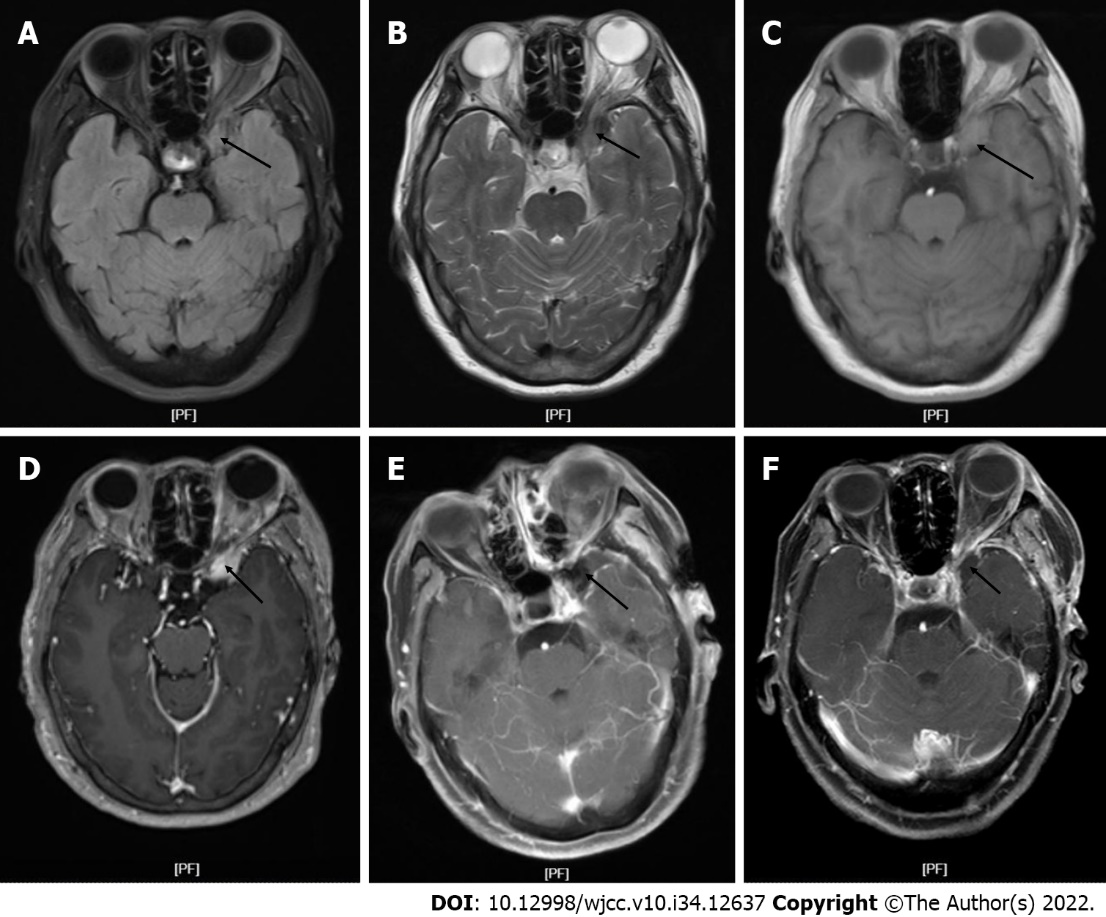 A B C
[PF] [PF] [PF]
D E F
[PF] [PF] [PF]
DOI: 10.12998/wjcc.v10.i34.12637 Copyright ©The Author(s) 2022.